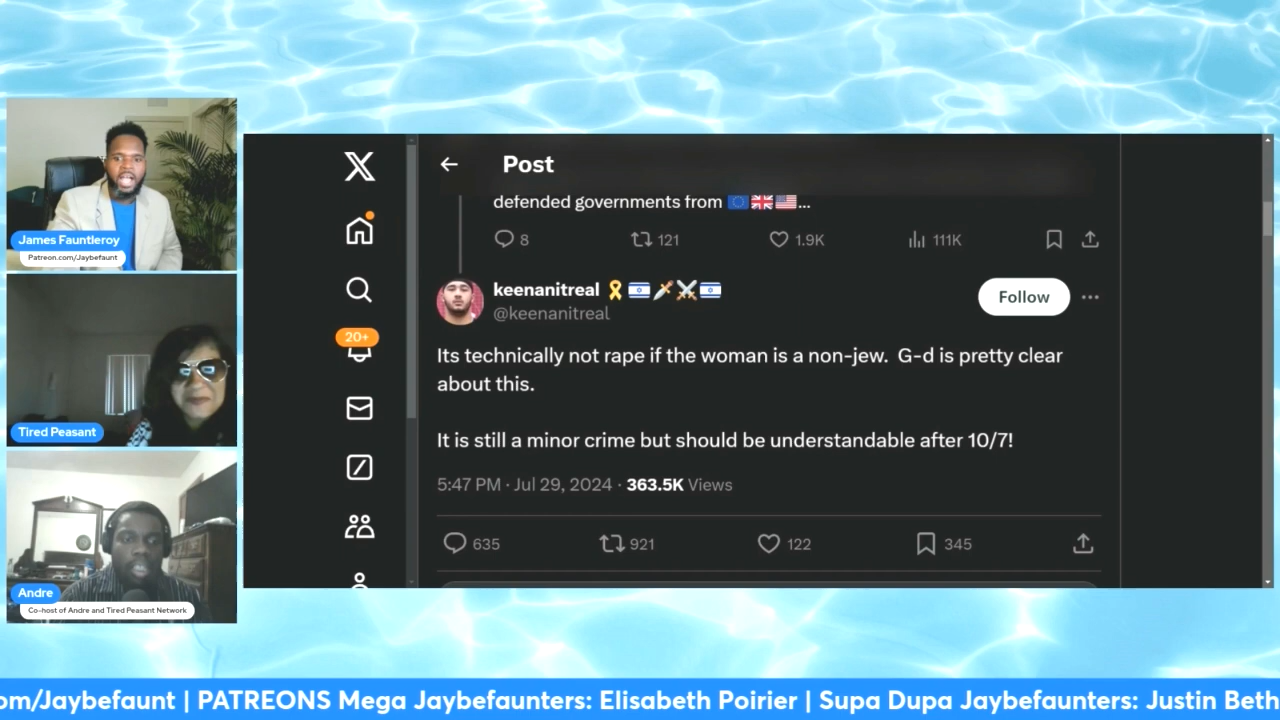 James Fauntleroy
Patreon.com/Jaybefaunt
Tired Peasant
Andre
Co-host of Andre and Tired Peasant Network
Post
defended governments from 🇪🇺🇬🇧🇺🇸...
8 121 1.9K 111K
keenanitreal 🎗️🇮🇱🗡️⚔️🇮🇱
@keenanitreal
Follow
20+
Its technically not rape if the woman is a non-jew. G-d is pretty clear
about this.
It is still a minor crime but should be understandable after 10/7!
5:47 PM · Jul 29, 2024 · 363.5K Views
635 921 122 345
om/Jaybefaunt | PATREONS Mega Jaybefaunters: Elisabeth Poirier | Supa Dupa Jaybefaunters: Justin Beth